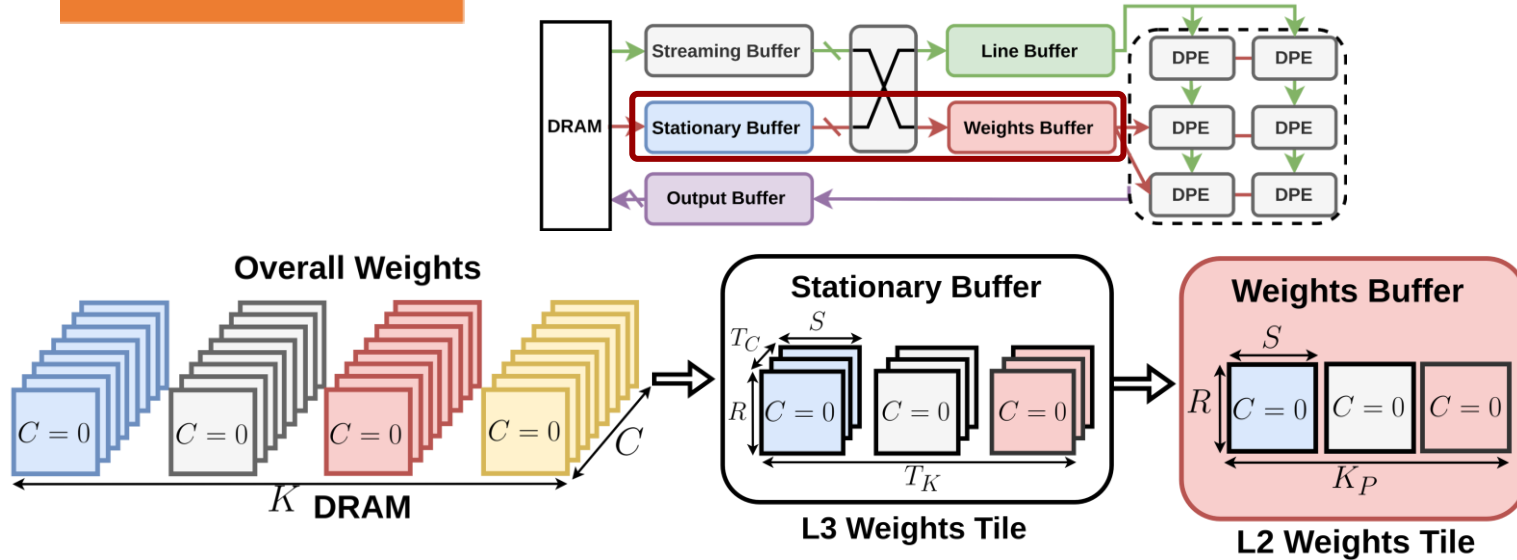 Streaming Buffer
Line Buffer
DPE
DPE
DRAM
Stationary Buffer
Weights Buffer
DPE
DPE
Output Buffer
DPE
DPE
Overall Weights
C = 0
C = 0
C = 0
C = 0
C
K
DRAM
Stationary Buffer
T_C
S
R
C = 0
C = 0
T_K
L3 Weights Tile
Weights Buffer
S
R
C = 0
C = 0
C = 0
K_P
L2 Weights Tile